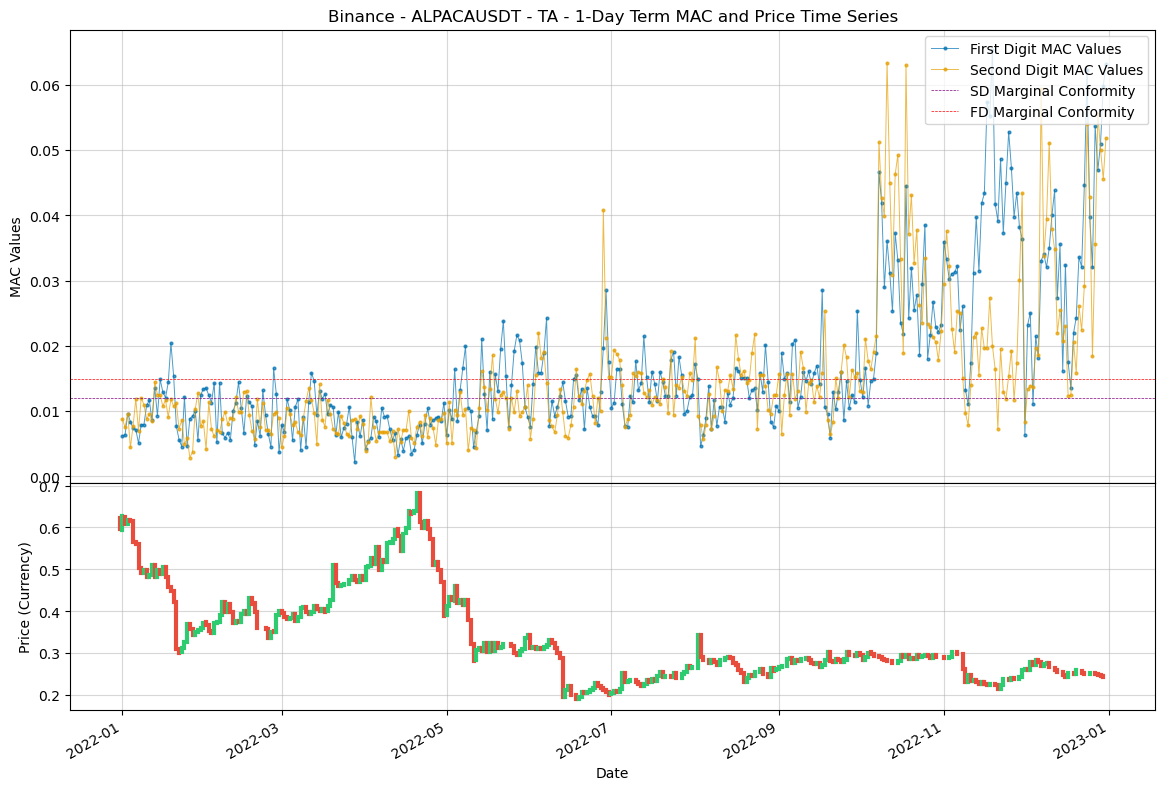 Binance - ALPACAUSDT - TA - 1-Day Term MAC and Price Time Series
First Digit MAC Values
Second Digit MAC Values
SD Marginal Conformity
FD Marginal Conformity
MAC Values
0.06
0.05
0.04
0.03
0.02
0.01
0.00
Price (Currency)
0.7
0.6
0.5
0.4
0.3
0.2
2022-01
2022-03
2022-05
2022-07
2022-09
2022-11
2023-01
Date